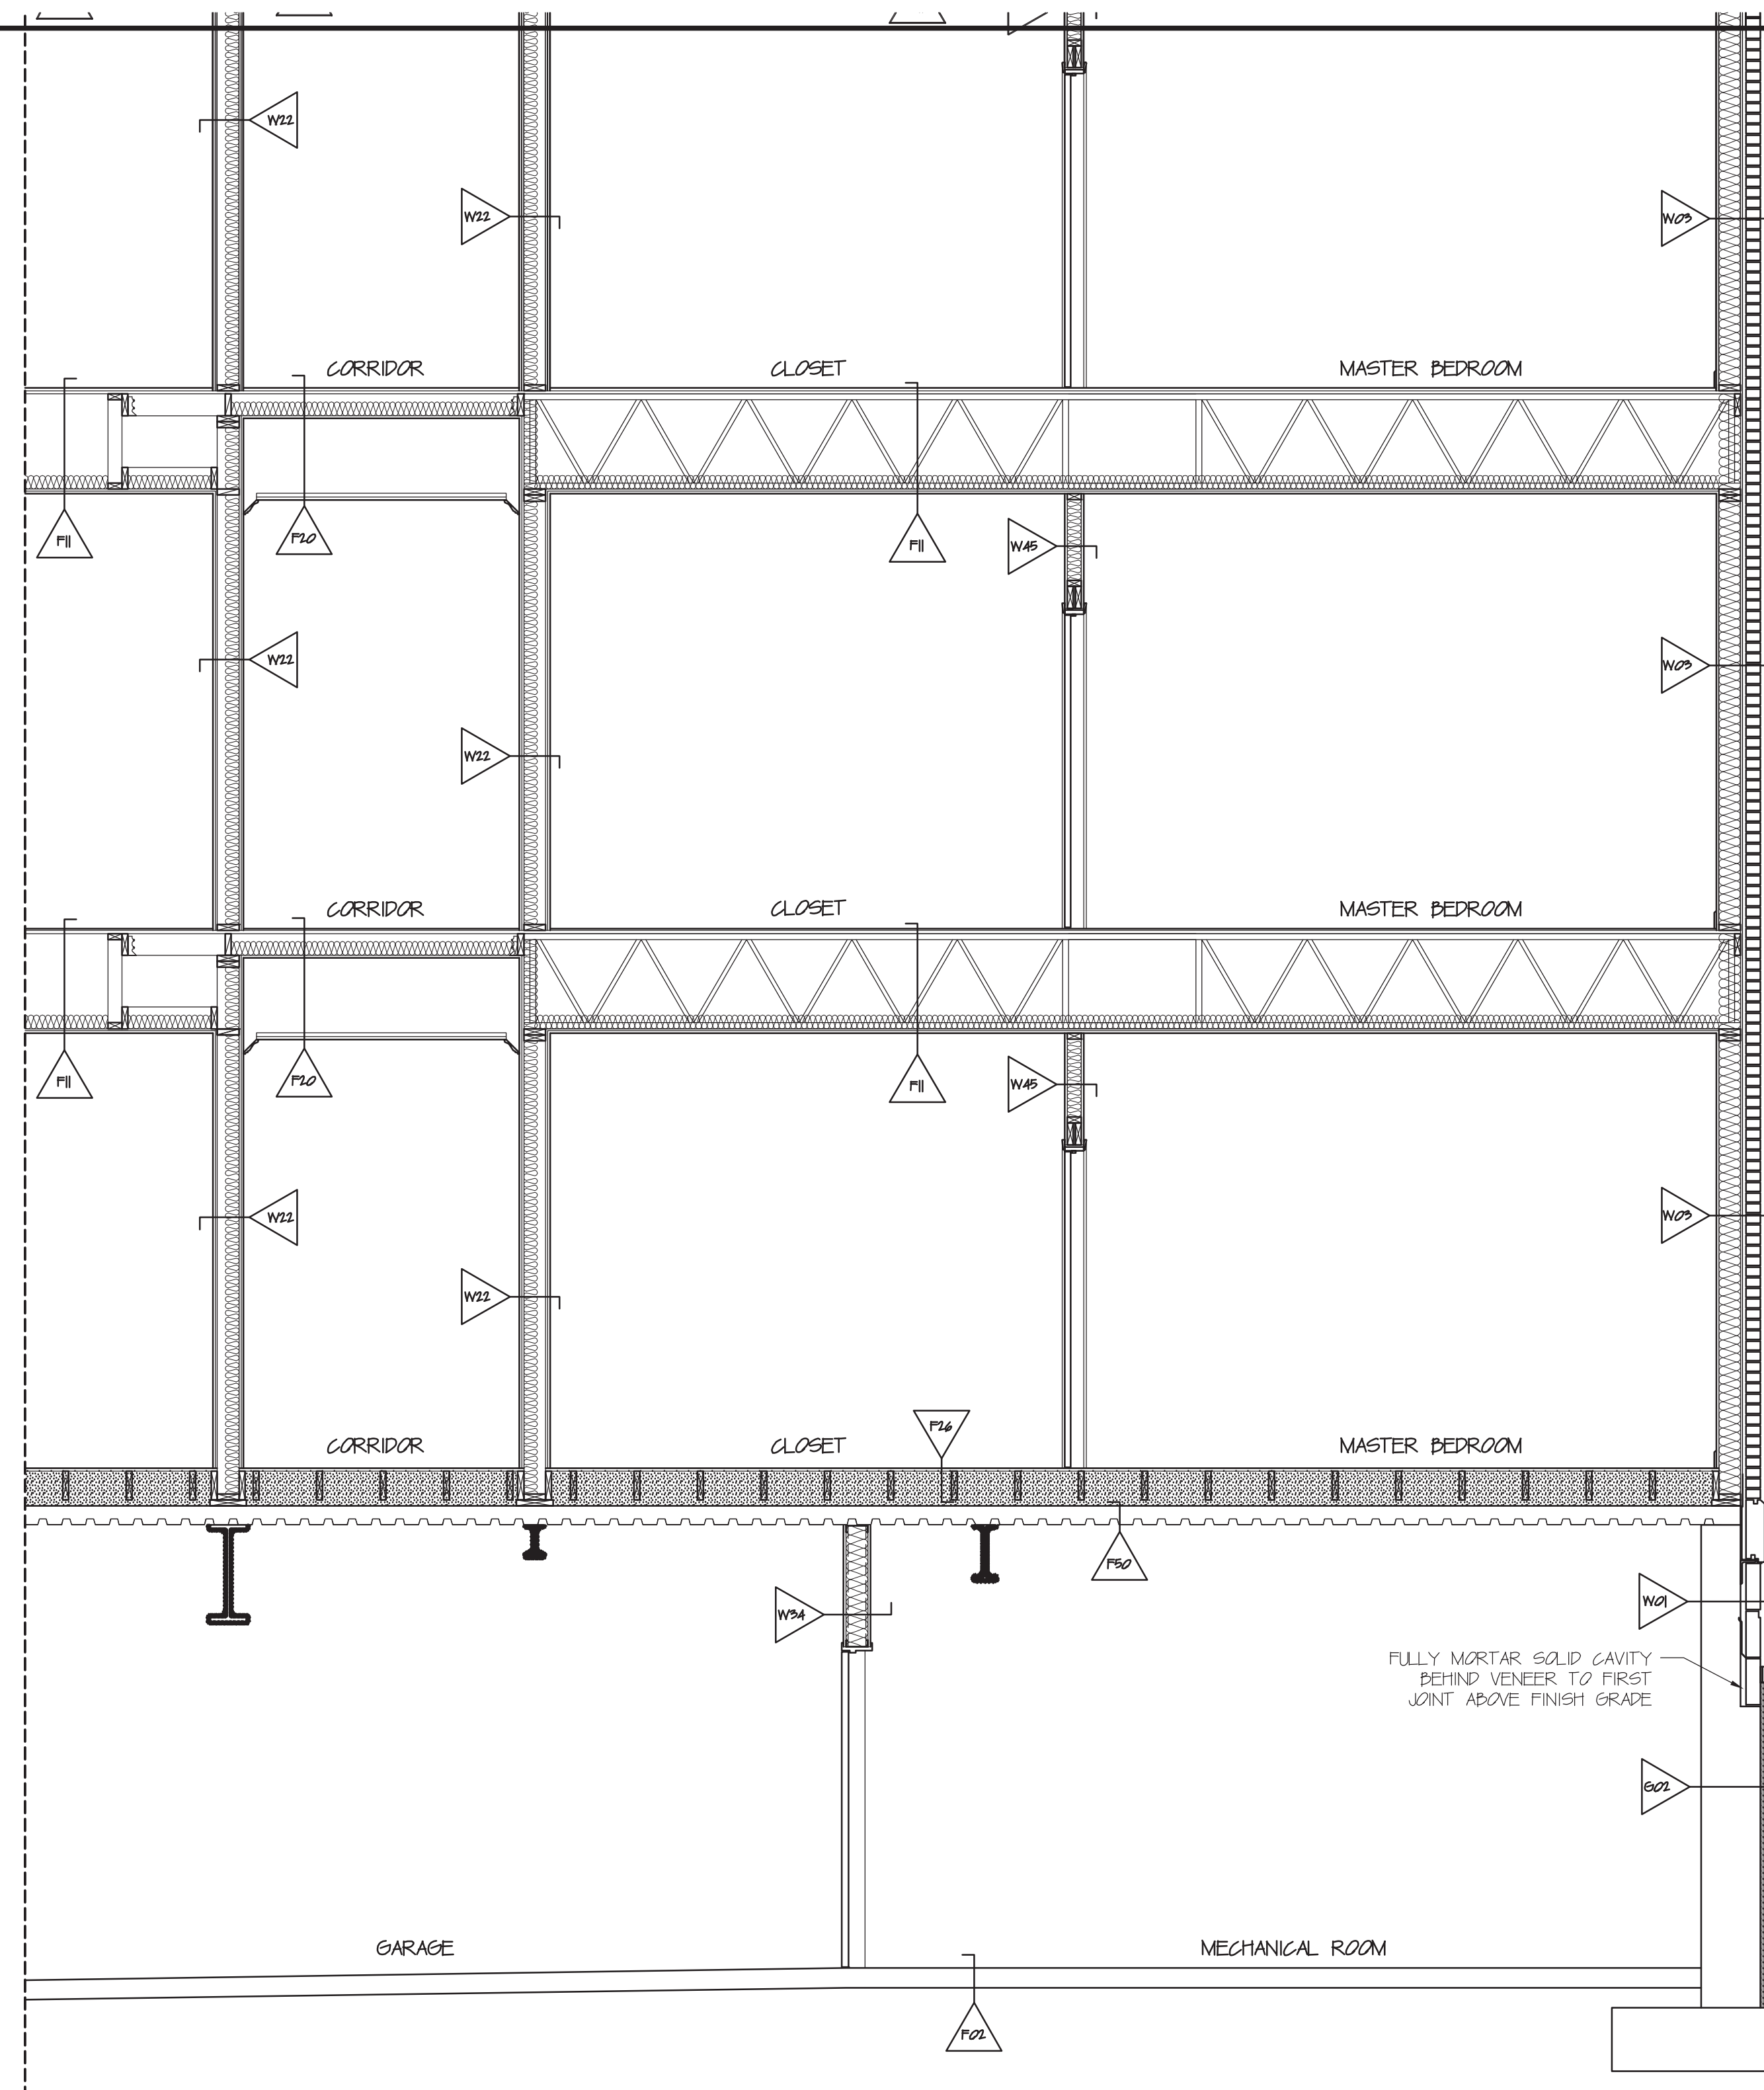 W22
W22
W03
CORRIDOR
CLOSET
MASTER BEDROOM
F11
F20
F11
W45
W22
W03
W22
CORRIDOR
CLOSET
MASTER BEDROOM
F11
F20
F11
W45
W22
W03
W22
F26
CORRIDOR
CLOSET
MASTER BEDROOM
F50
W34
W01
FULLY MORTAR SOLID CAVITY
BEHIND VENEER TO FIRST
JOINT ABOVE FINISH GRADE
G02
GARAGE
MECHANICAL ROOM
F02